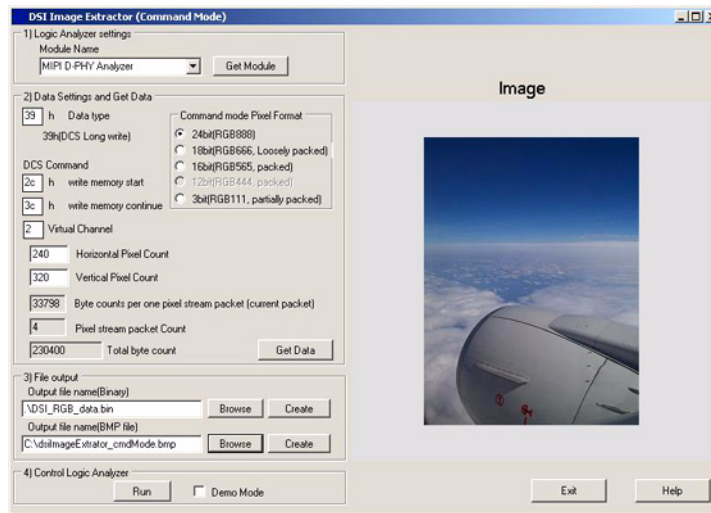 DSI Image Extractor (Command Mode)
1) Logic Analyzer settings
Module Name
MIPI D-PHY Analyzer
Get Module
2) Data Settings and Get Data
39 h Data type
39h(DCS Long write)
DCS Command
2c h write memory start
3c h write memory continue
2 Virtual Channel
Command mode Pixel Format
24bit(RGB888)
18bit(RGB666, Loosely packed)
16bit(RGB565, packed)
12bit(RGB444, packed)
3bit(RGB111, partially packed)
240 Horizontal Pixel Count
320 Vertical Pixel Count
33798 Byte counts per one pixel stream packet (current packet)
4 Pixel stream packet Count
230400 Total byte count
Get Data
3) File output
Output file name(Binary)
.\DSI_RGB_data.bin
Browse
Create
Output file name(BMP file)
C:\dsiImageExtrator_cmdMode.bmp
Browse
Create
4) Control Logic Analyzer
Run
Demo Mode
Image
Exit
Help